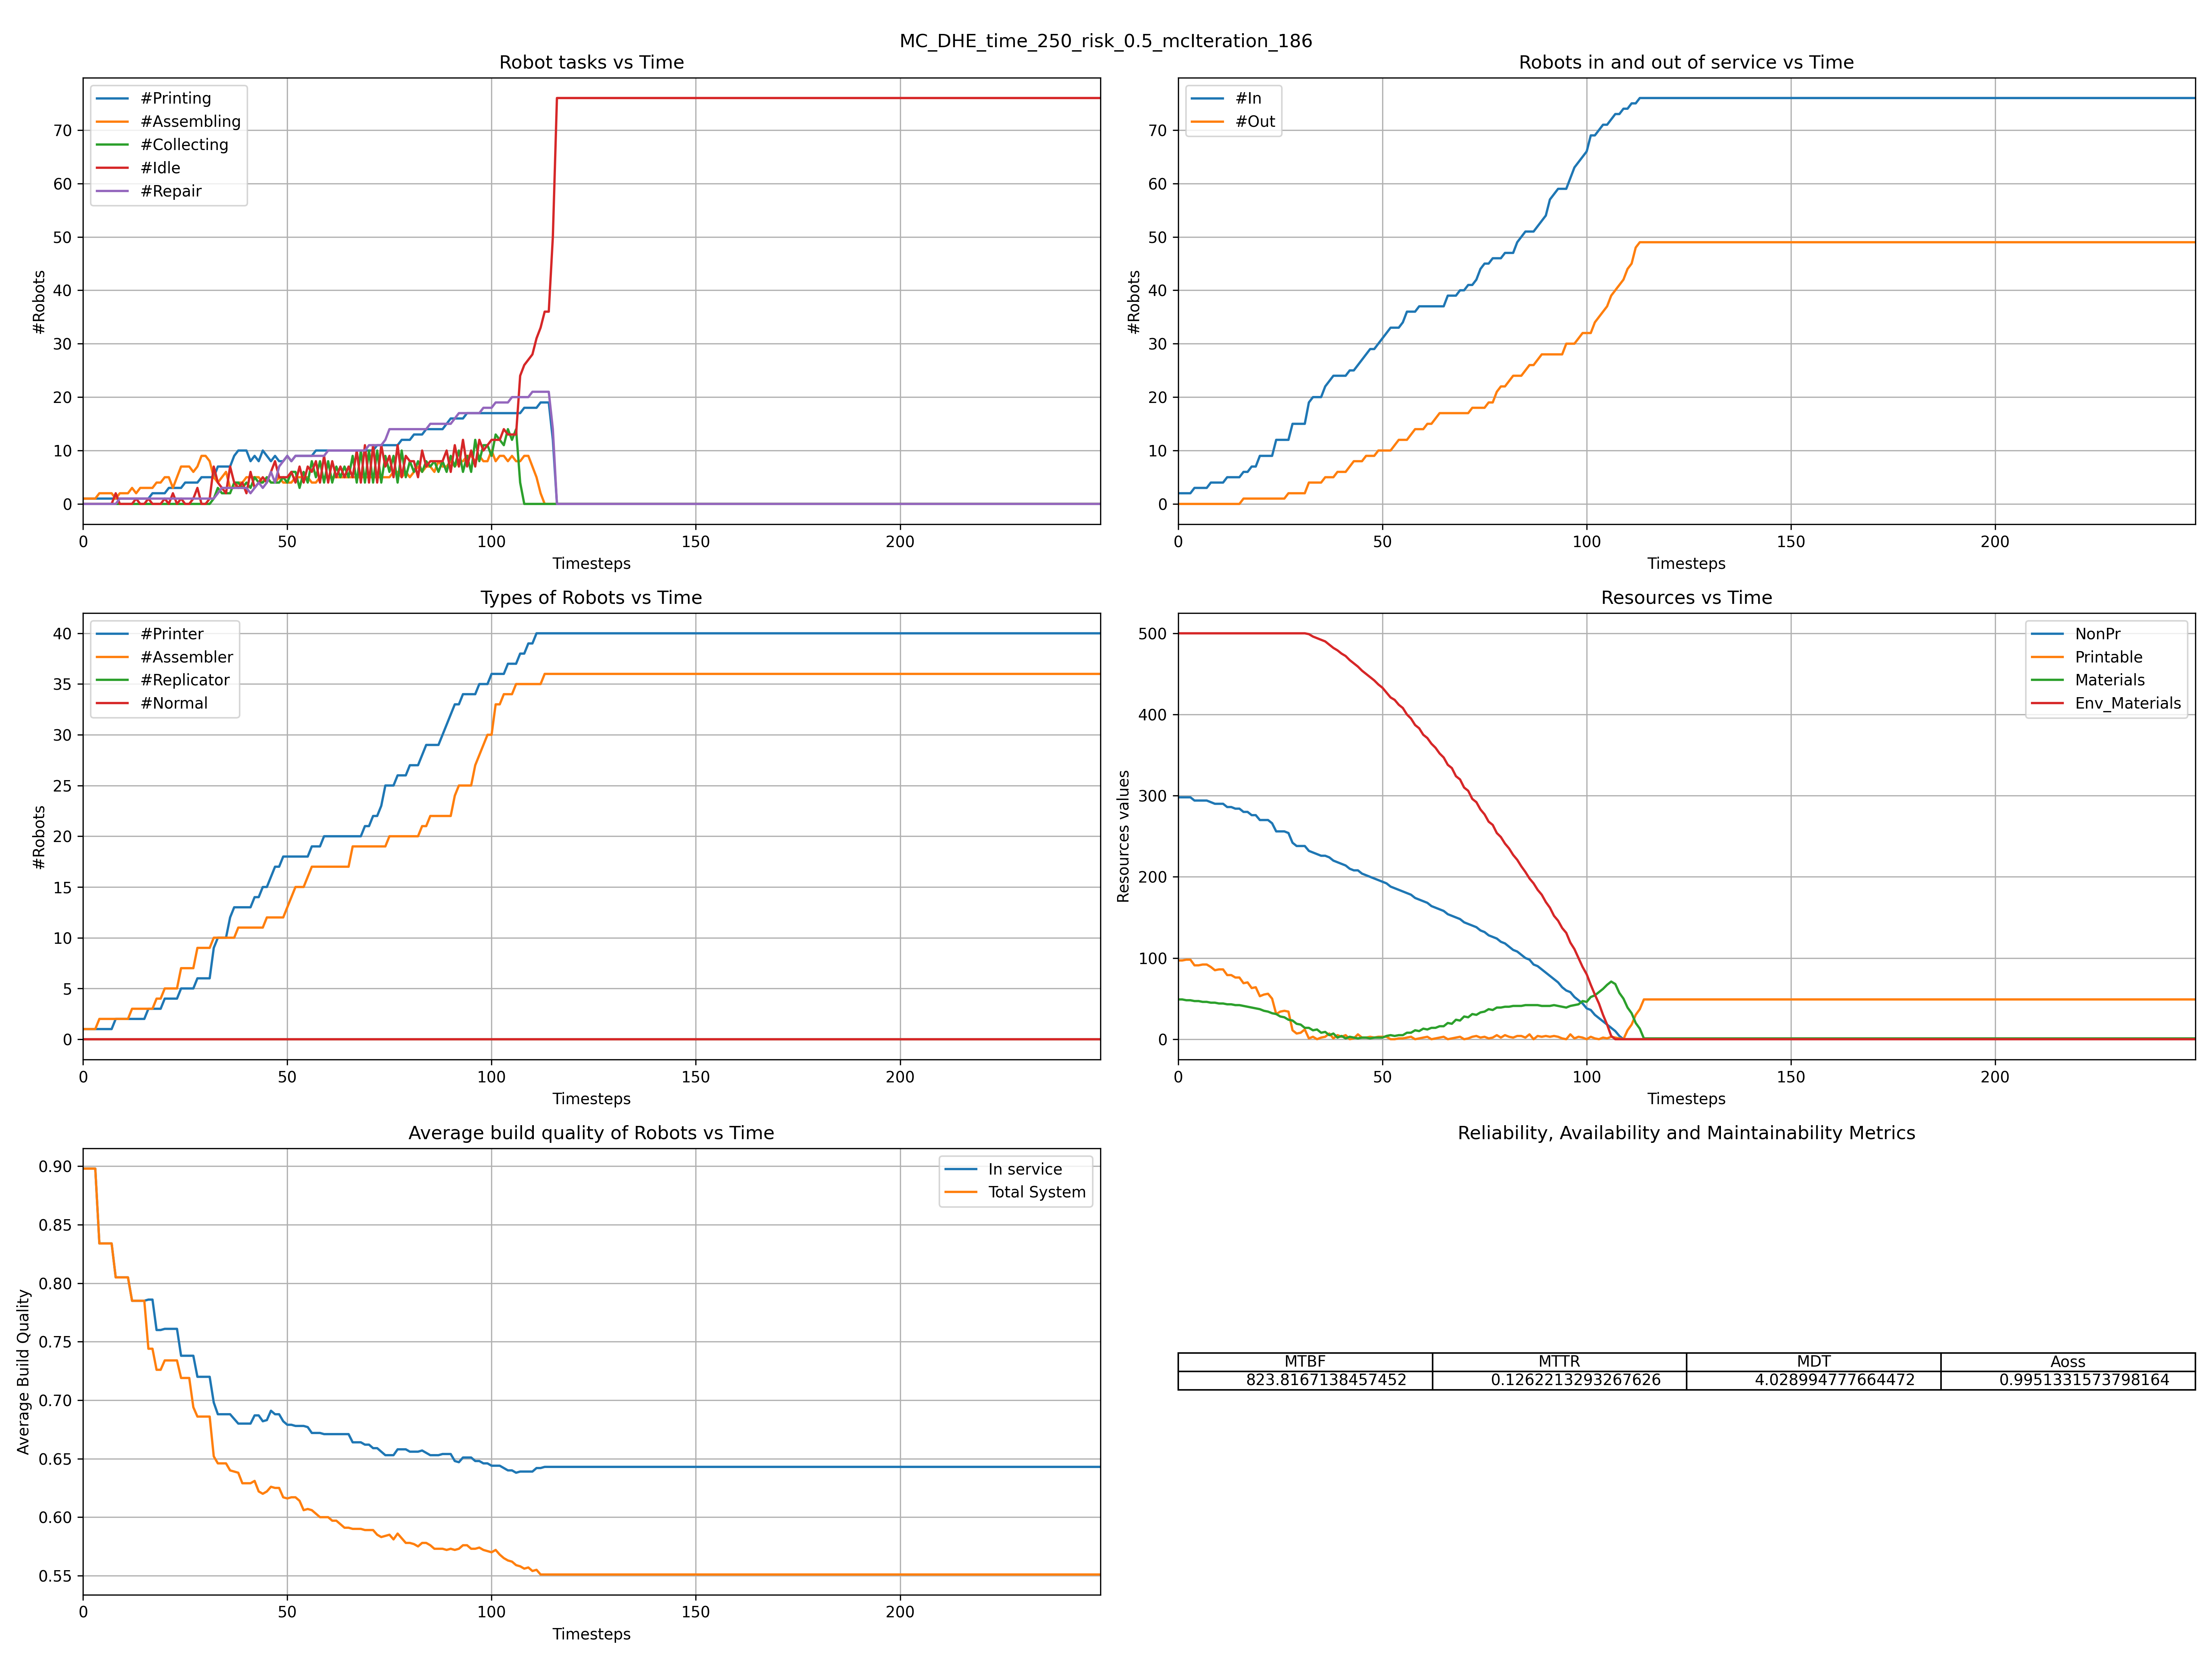 MC_DHE_time_250_risk_0.5_mcIteration_186
Robot tasks vs Time
#Printing
#Assembling
#Collecting
#Idle
#Repair
#Robots
70
60
50
40
30
20
10
0
0 50 100 150 200
Timesteps
Robots in and out of service vs Time
#In
#Out
#Robots
70
60
50
40
30
20
10
0
0 50 100 150 200
Timesteps
Types of Robots vs Time
#Printer
#Assembler
#Replicator
#Normal
#Robots
40
35
30
25
20
15
10
5
0
0 50 100 150 200
Timesteps
Resources vs Time
NonPr
Printable
Materials
Env_Materials
Resources values
500
400
300
200
100
0
0 50 100 150 200
Timesteps
Average build quality of Robots vs Time
In service
Total System
Average Build Quality
0.90
0.85
0.80
0.75
0.70
0.65
0.60
0.55
0 50 100 150 200
Timesteps
Reliability, Availability and Maintainability Metrics
MTBF MTTR MDT Aoss
823.8167138457452 0.1262213293267626 4.028994777664472 0.9951331573798164